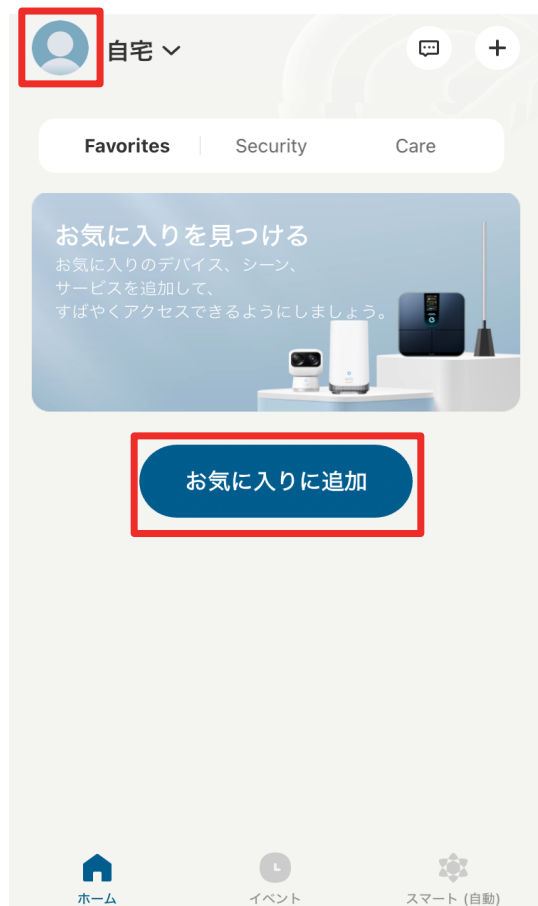 自宅
Favorites
Security
Care
お気に入りを見つける
お気に入りのデバイス、シーン、
サービスを追加して、
すばやくアクセスできるようにしましょう。
お気に入りに追加
ホーム
イベント
スマート (自動)